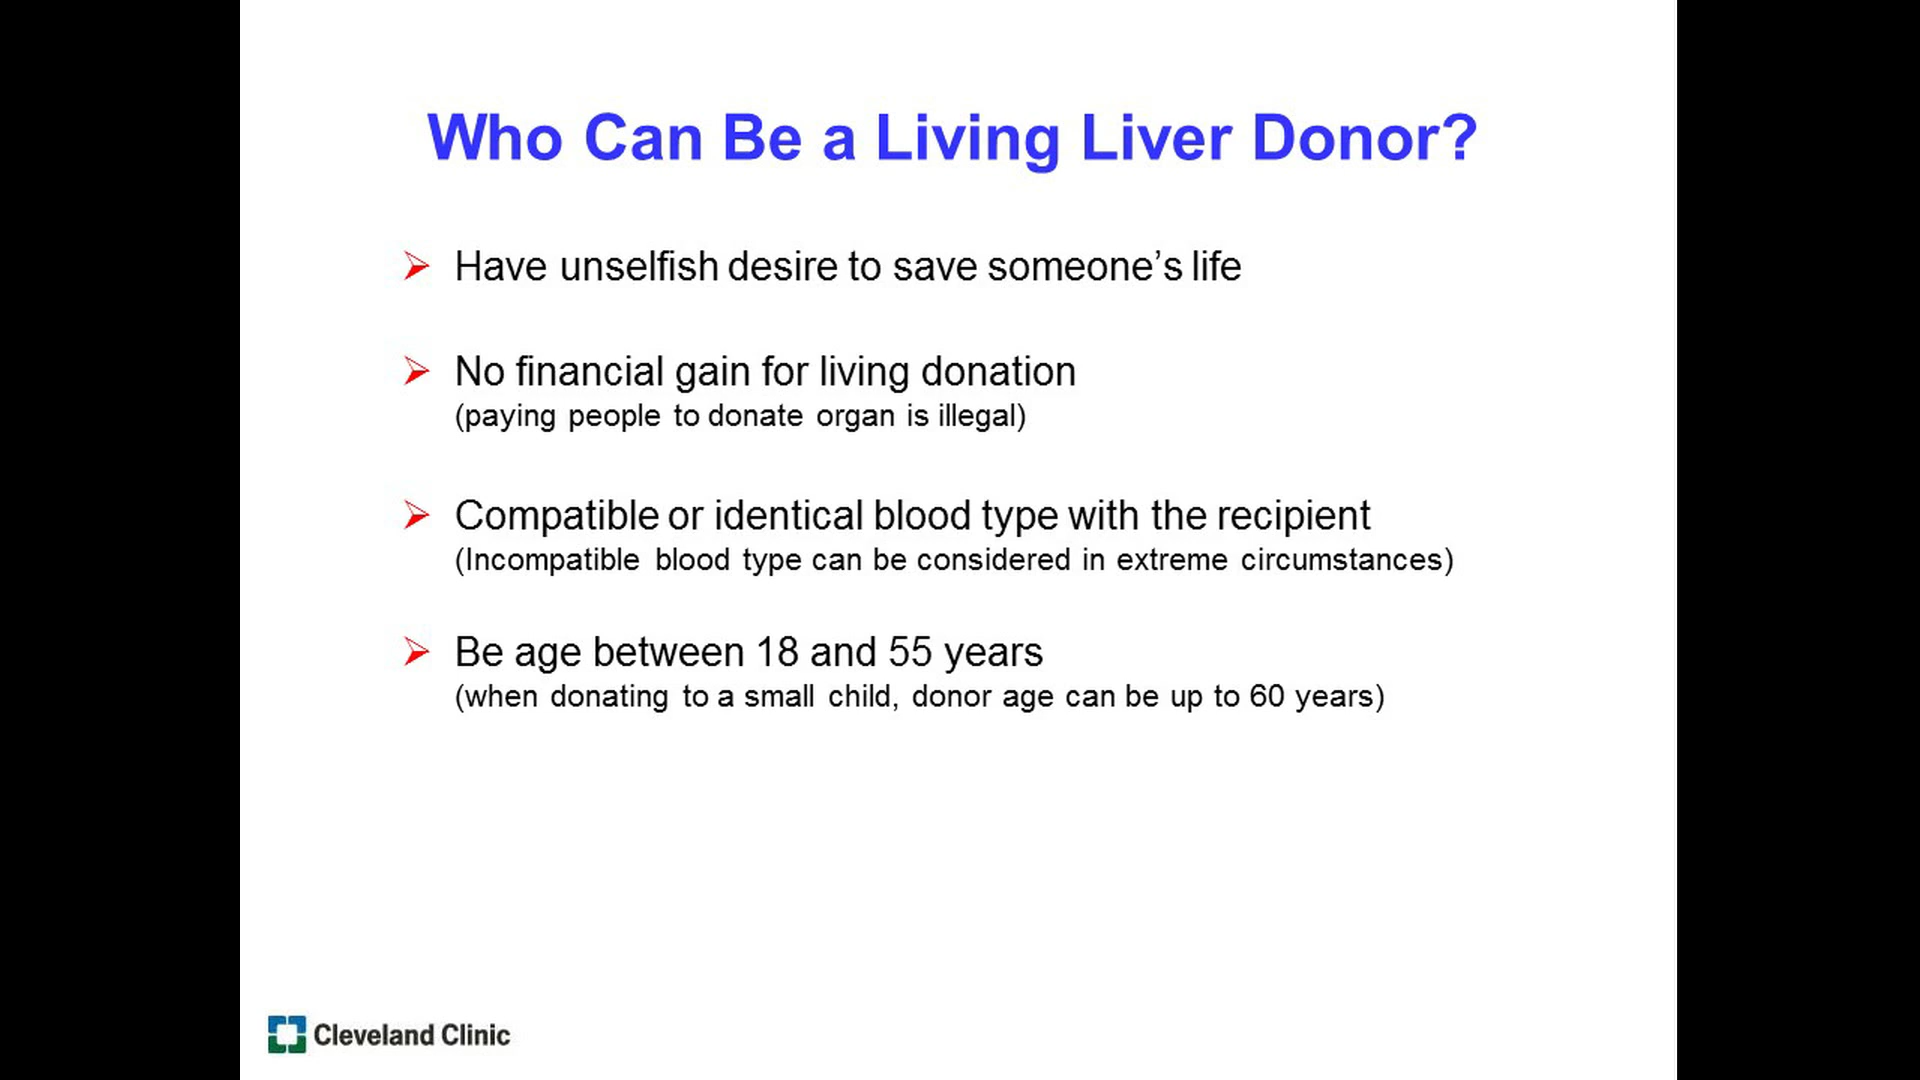 Who Can Be a Living Liver Donor?
Have unselfish desire to save someone’s life
No financial gain for living donation
(paying people to donate organ is illegal)
Compatible or identical blood type with the recipient
(Incompatible blood type can be considered in extreme circumstances)
Be age between 18 and 55 years
(when donating to a small child, donor age can be up to 60 years)
Cleveland Clinic